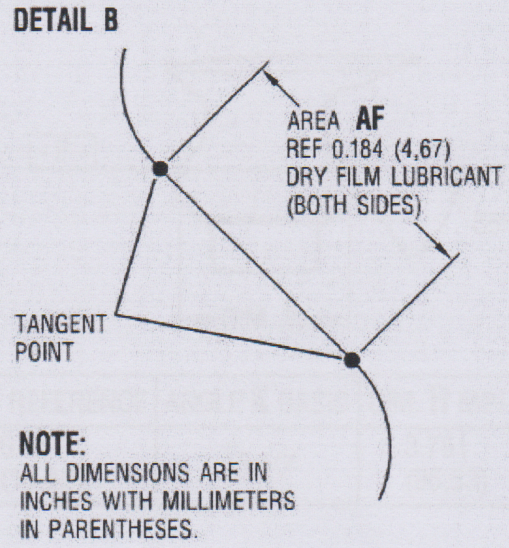 DETAIL B
AREA AF
REF 0.184 (4,67)
DRY FILM LUBRICANT
(BOTH SIDES)
TANGENT
POINT
NOTE:
ALL DIMENSIONS ARE IN
INCHES WITH MILLIMETERS
IN PARENTHESES.